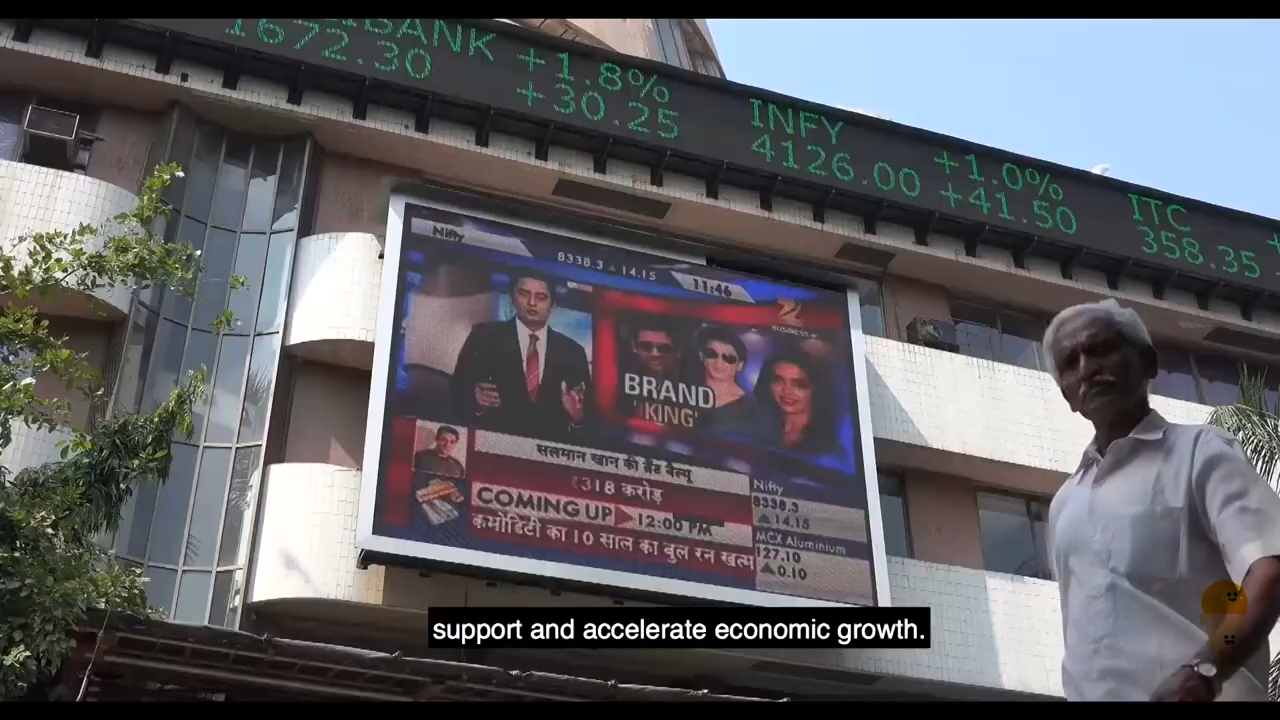 BANK +1.8%
1672.30 +30.25
INFY +1.0%
4126.00 +41.50
ITC
358.35
Nifty
8338.3 ▲ 14.15
11:46
BUSINESS
BRAND
'KING'
सलमान खान की ब्रैंड वैल्यू
₹318 करोड़
COMING UP ▶ 12:00 PM
कमोडिटी का 10 साल का बुल रन खत्म
Nifty
8338.3
▲14.15
MCX Aluminium
127.10
▲0.10
support and accelerate economic growth.